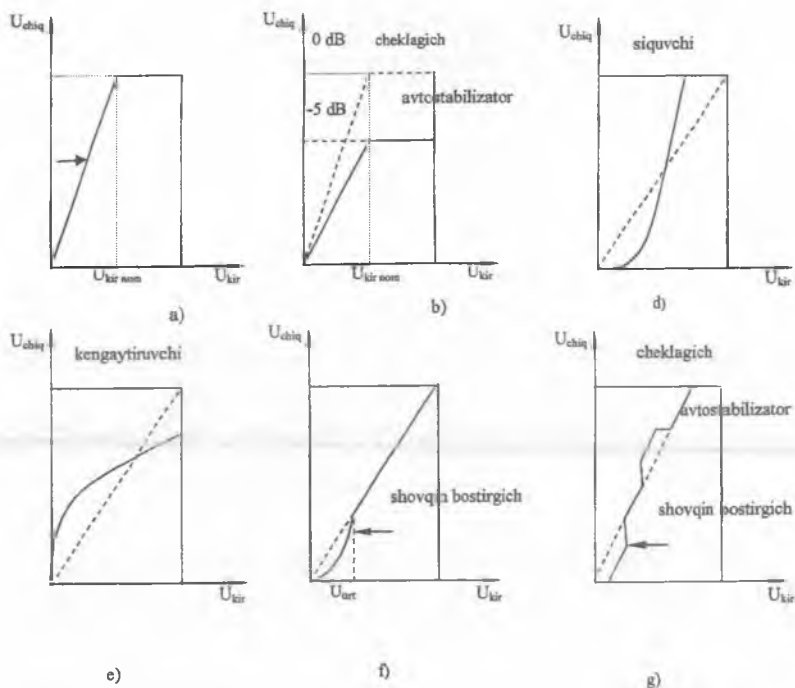 Uchiq
Uchiq
0 dB
cheklagich
Uchiq
siquvchi
-5 dB
avtostabilizator
Ukir nom
Ukir
Ukir nom
Ukir
Ukir
a)
b)
d)
Uchiq
kengaytiruvchi
Uchiq
Uchiq
cheklagich
avtostabilizator
shovqin bostirgich
shovqin bostirgich
Ukir
Ukir
Ukir
e)
f)
g)